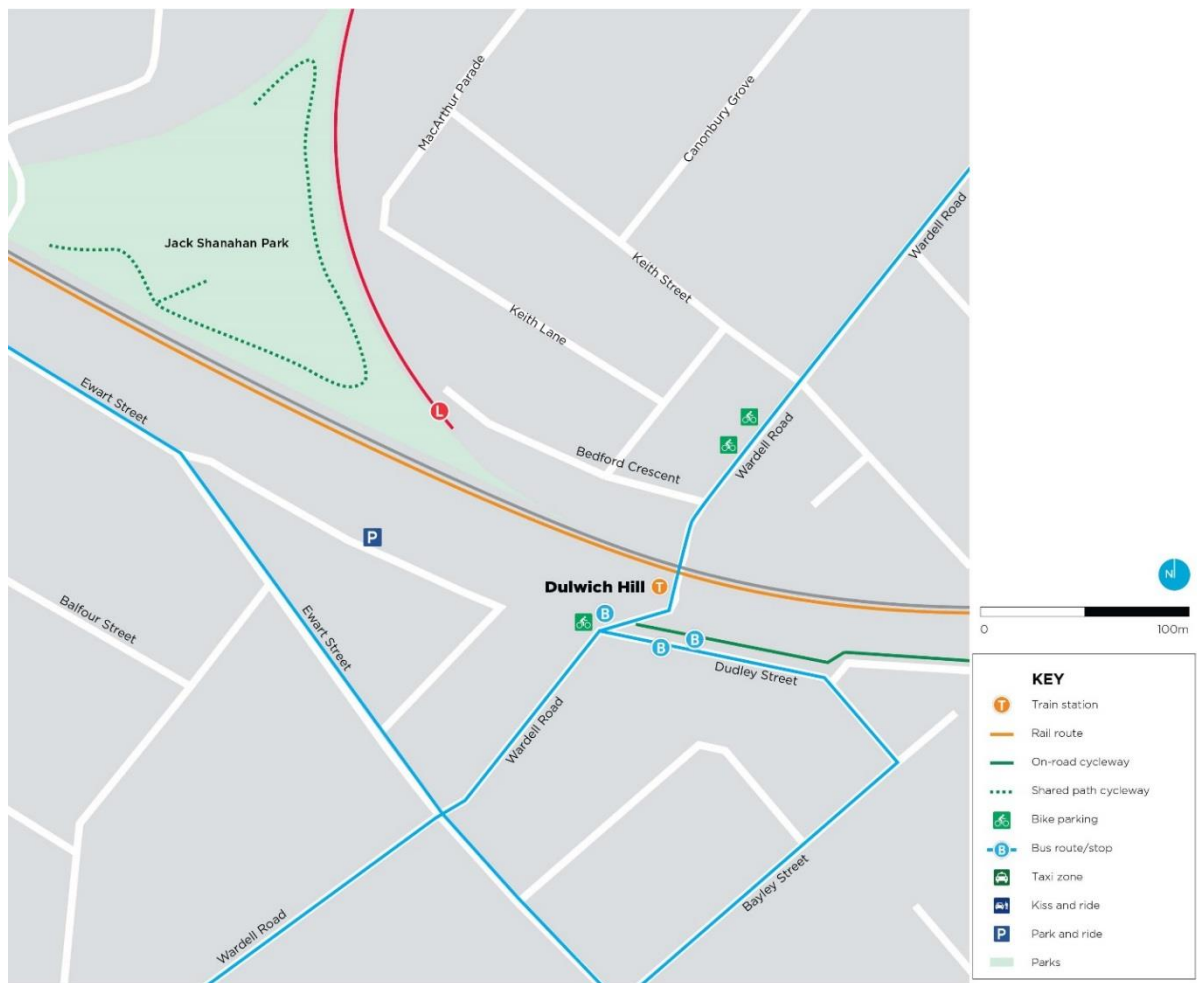 MacArthur Parade
Canonbury Grove
Wardell Road
Jack Shanahan Park
Keith Street
Keith Lane
L
Ewart Street
Wardell Road
Bedford Crescent
P
Dulwich Hill T
B
Balfour Street
Ewart Street
B
B
Dudley Street
Wardell Road
Bayley Street
Wardell Road
N
0 100m
KEY
T Train station
Rail route
On-road cycleway
Shared path cycleway
Bike parking
B Bus route/stop
Taxi zone
Kiss and ride
P Park and ride
Parks